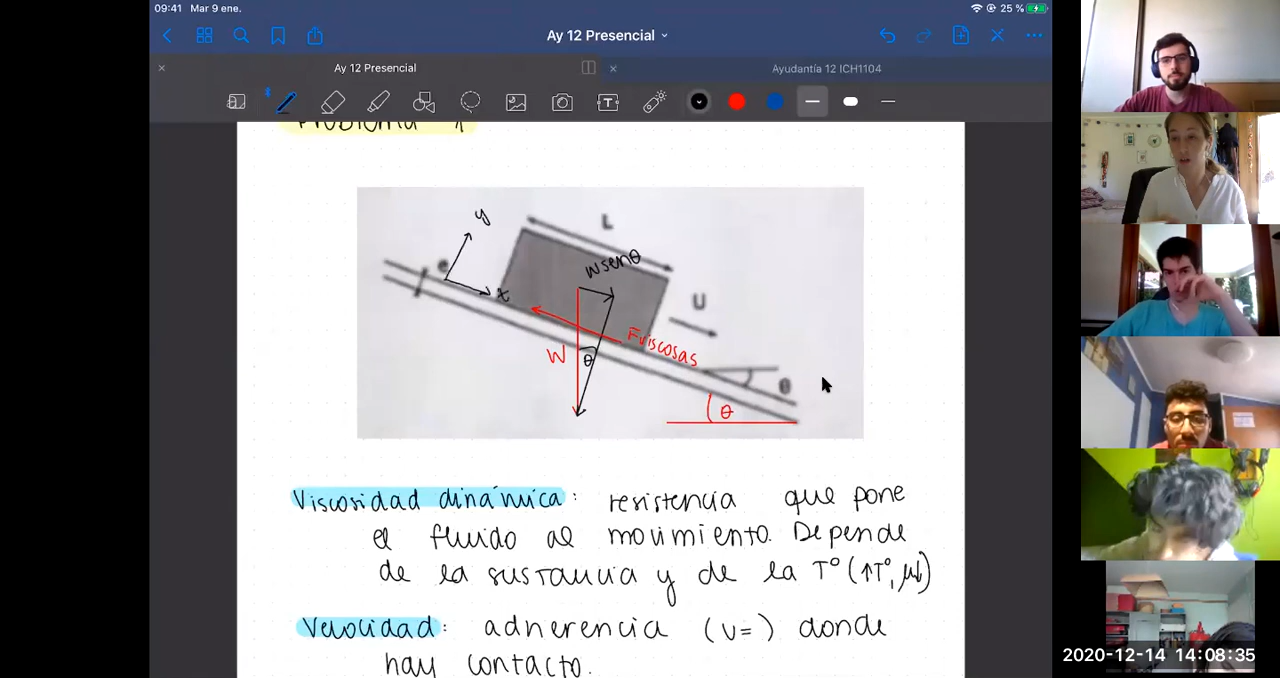 09:41 Mar 9 ene.
25 %
Ay 12 Presencial
Ay 12 Presencial
Ayudantía 12 ICH1104
T
Problema 1
y
L
e
wsenθ
x
U
Fviscosas
W
θ
θ
θ
Viscosidad dinámica: resistencia que pone
el fluido al movimiento. Depende
de la sustancia y de la T° (↑T°, μ↓)
Velocidad: adherencia (v=) donde
hay contacto.
2020-12-14 14:08:35